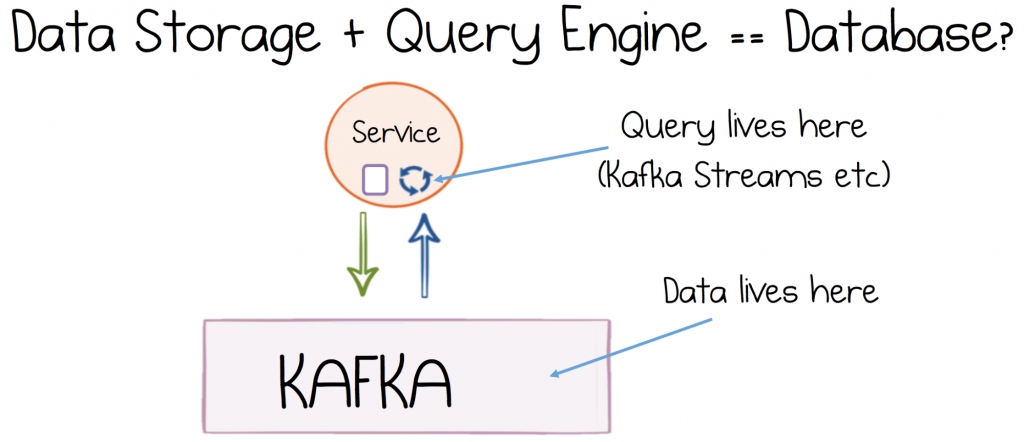 Data Storage + Query Engine == Database?
Service
Query lives here
(Kafka Streams etc)
Data lives here
KAFKA